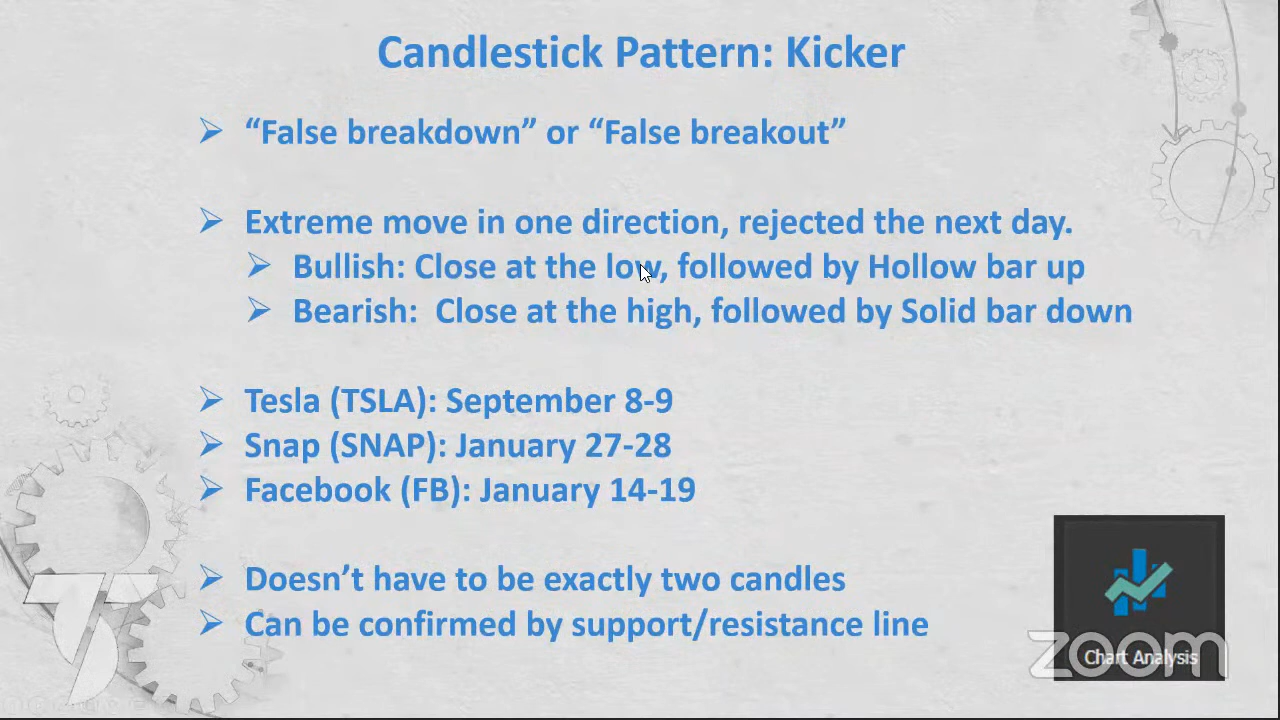 Candlestick Pattern: Kicker
“False breakdown” or “False breakout”
Extreme move in one direction, rejected the next day.
Bullish: Close at the low, followed by Hollow bar up
Bearish:  Close at the high, followed by Solid bar down
Tesla (TSLA): September 8-9
Snap (SNAP): January 27-28
Facebook (FB): January 14-19
Doesn’t have to be exactly two candles
Can be confirmed by support/resistance line
zoom
Chart Analysis